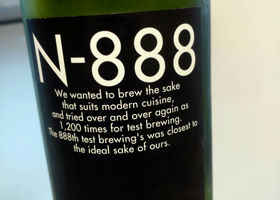 N-888
We wanted to brew the sake
that suits modern cuisine,
and tried over and over again as
1,200 times for test brewing.
The 888th test brewing's was closest to
the ideal sake of ours.